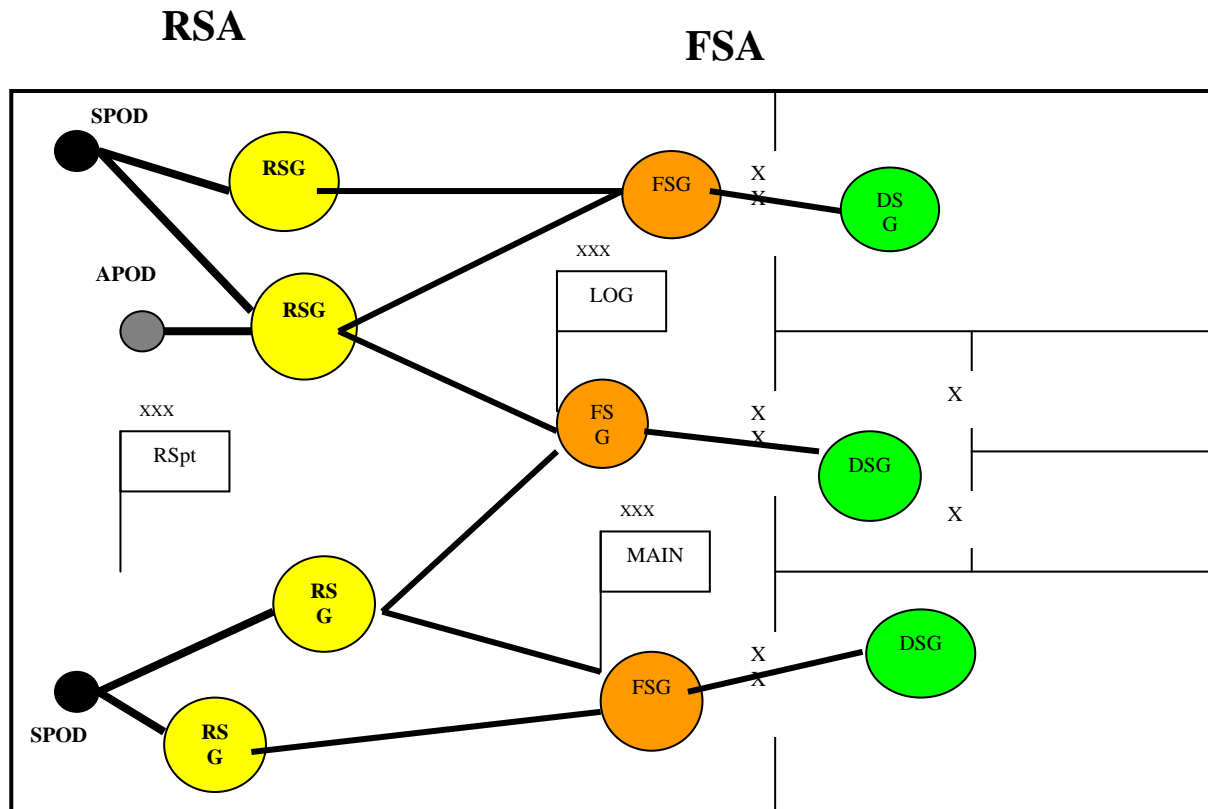 RSA
FSA
SPOD
RSG
FSG
X
X
DS
G
XXX
LOG
APOD
RSG
X
XXX
RSpt
FS
G
X
X
DSG
X
XXX
MAIN
RS
G
DSG
X
X
FSG
SPOD
RS
G